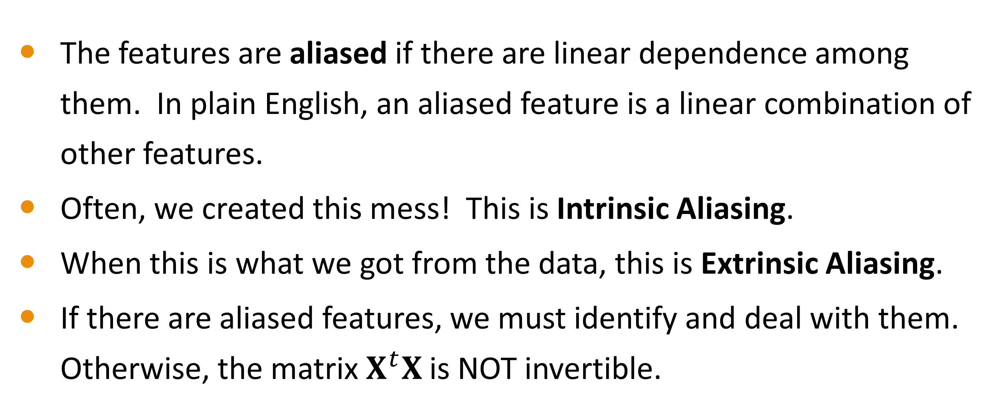 • The features are aliased if there are linear dependence among
them.  In plain English, an aliased feature is a linear combination of
other features.
• Often, we created this mess!  This is Intrinsic Aliasing.
• When this is what we got from the data, this is Extrinsic Aliasing.
• If there are aliased features, we must identify and deal with them.
Otherwise, the matrix XᵗX is NOT invertible.